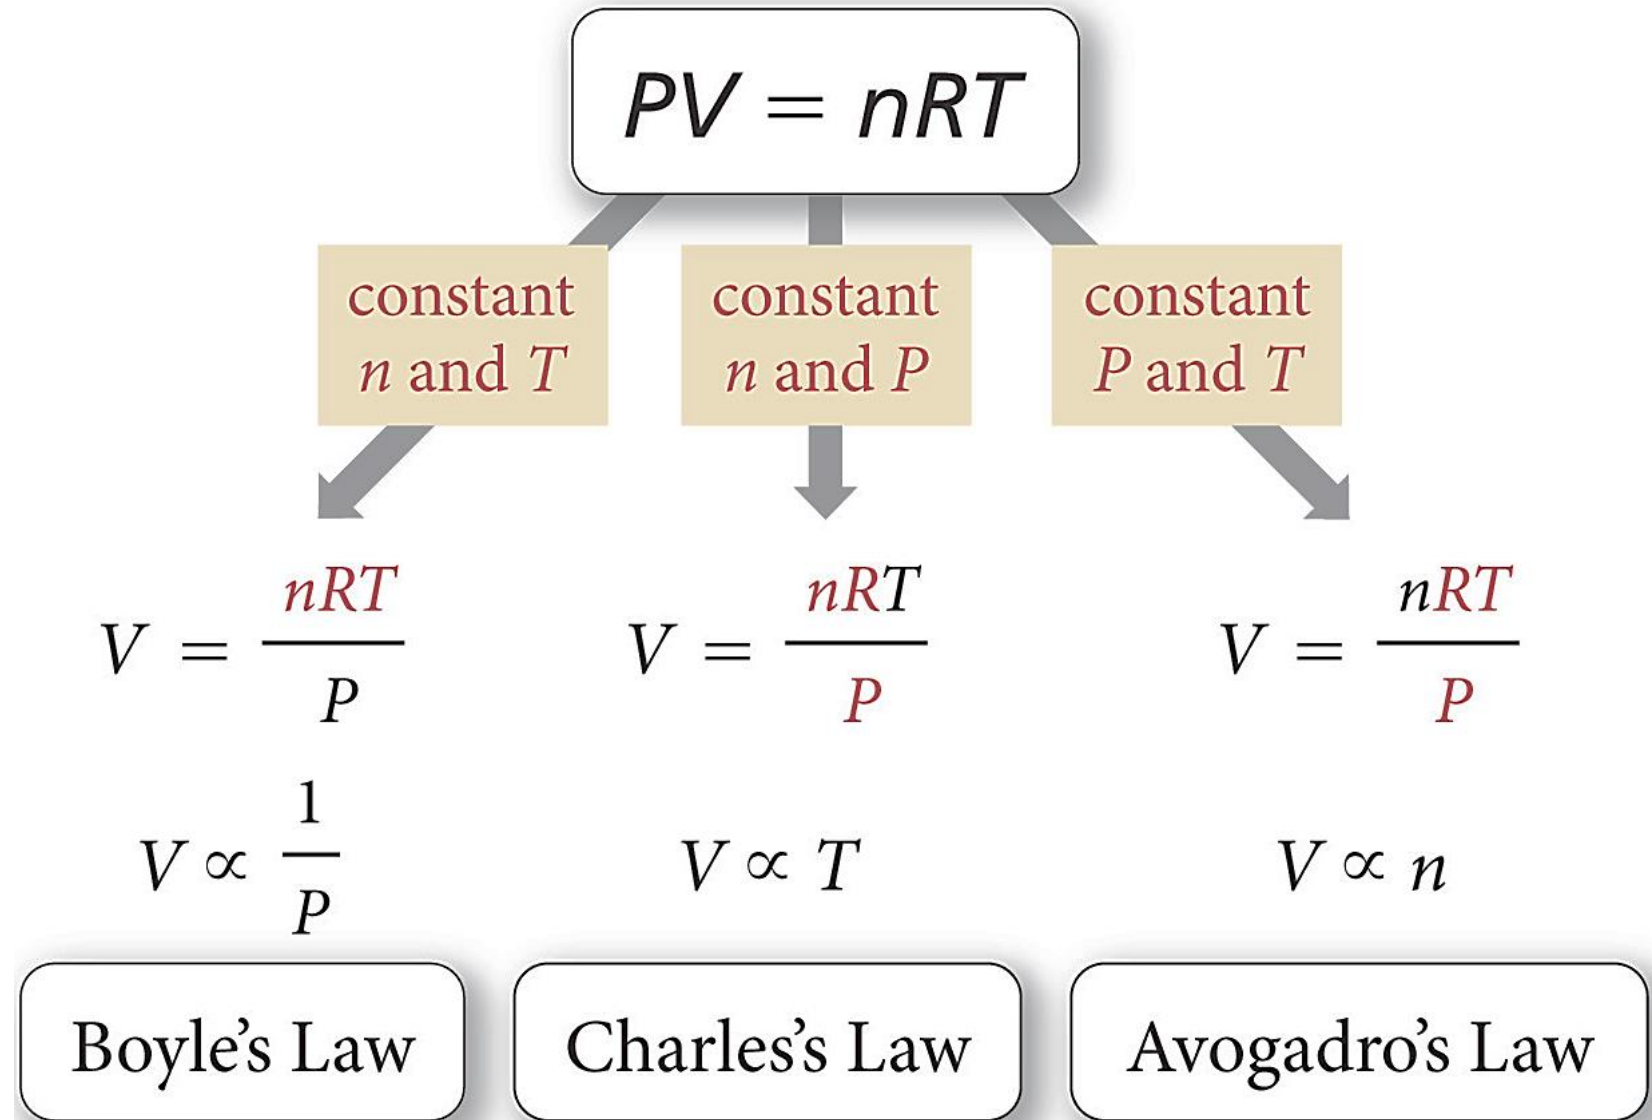 PV = nRT
constant
n and T
constant
n and P
constant
P and T
V = nRT/P
V = nRT/P
V = nRT/P
V ∝ 1/P
V ∝ T
V ∝ n
Boyle’s Law
Charles’s Law
Avogadro’s Law